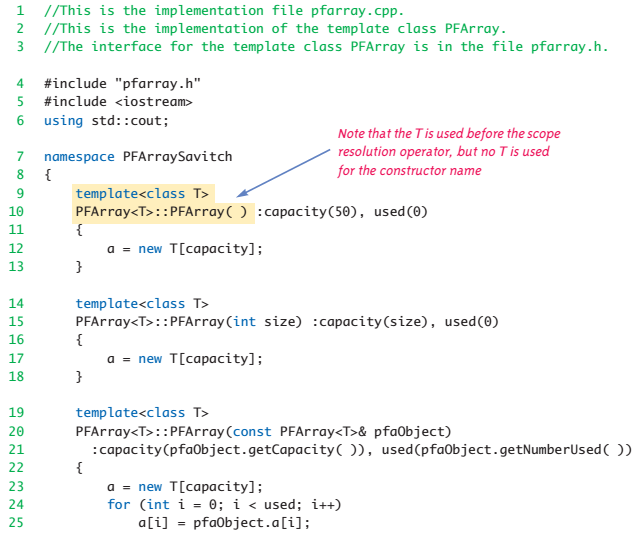 1 //This is the implementation file pfarray.cpp.
2 //This is the implementation of the template class PFArray.
3 //The interface for the template class PFArray is in the file pfarray.h.
4 #include "pfarray.h"
5 #include <iostream>
6 using std::cout;
Note that the T is used before the scope
resolution operator, but no T is used
for the constructor name
7 namespace PFArraySavitch
8 {
9 template<class T>
10 PFArray<T>::PFArray( ) :capacity(50), used(0)
11 {
12 a = new T[capacity];
13 }
14 template<class T>
15 PFArray<T>::PFArray(int size) :capacity(size), used(0)
16 {
17 a = new T[capacity];
18 }
19 template<class T>
20 PFArray<T>::PFArray(const PFArray<T>& pfaObject)
21 :capacity(pfaObject.getCapacity( )), used(pfaObject.getNumberUsed( ))
22 {
23 a = new T[capacity];
24 for (int i = 0; i < used; i++)
25 a[i] = pfaObject.a[i];